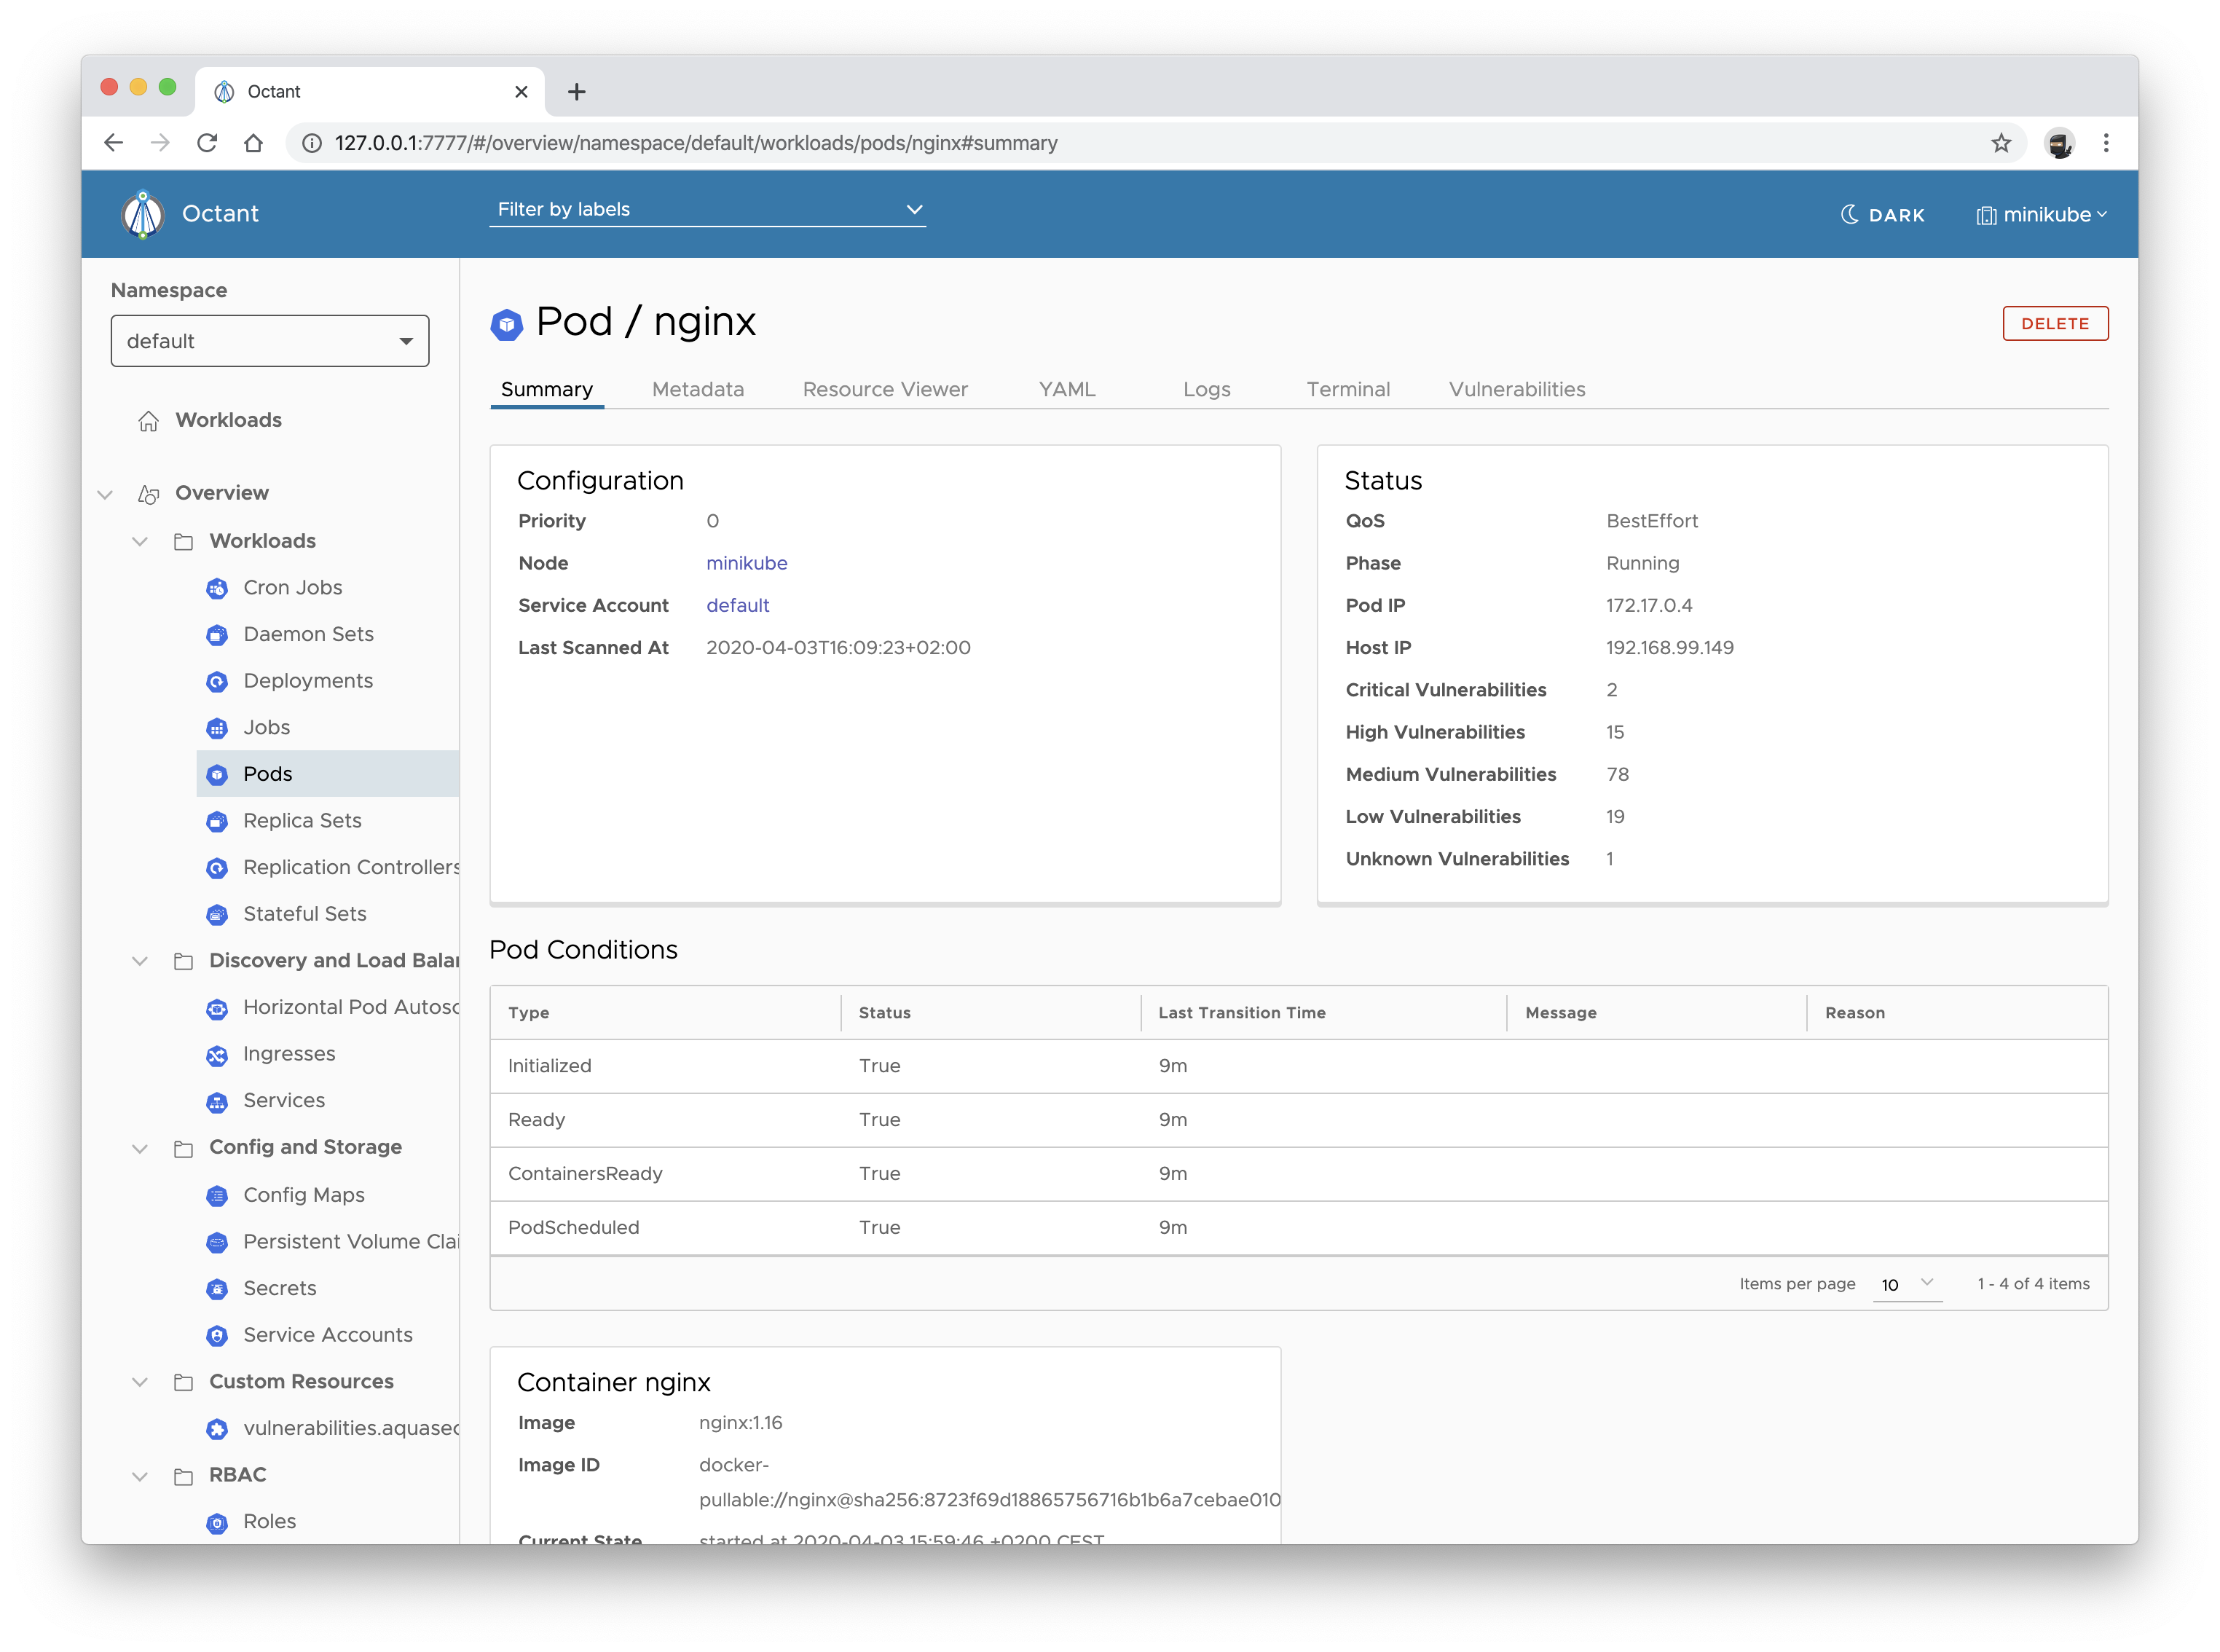 Octant
127.0.0.1:7777/#/overview/namespace/default/workloads/pods/nginx#summary
Octant
Filter by labels
DARK
minikube
Namespace
default
Workloads
Overview
Workloads
Cron Jobs
Daemon Sets
Deployments
Jobs
Pods
Replica Sets
Replication Controllers
Stateful Sets
Discovery and Load Balan
Horizontal Pod Autosc
Ingresses
Services
Config and Storage
Config Maps
Persistent Volume Clai
Secrets
Service Accounts
Custom Resources
vulnerabilities.aquasec
RBAC
Roles
Pod / nginx
DELETE
Summary Metadata Resource Viewer YAML Logs Terminal Vulnerabilities
Configuration
Priority 0
Node minikube
Service Account default
Last Scanned At 2020-04-03T16:09:23+02:00
Status
QoS BestEffort
Phase Running
Pod IP 172.17.0.4
Host IP 192.168.99.149
Critical Vulnerabilities 2
High Vulnerabilities 15
Medium Vulnerabilities 78
Low Vulnerabilities 19
Unknown Vulnerabilities 1
Pod Conditions
Type Status Last Transition Time Message Reason
Initialized True 9m
Ready True 9m
ContainersReady True 9m
PodScheduled True 9m
Items per page 10 1 - 4 of 4 items
Container nginx
Image nginx:1.16
Image ID docker-
pullable://nginx@sha256:8723f69d18865756716b1b6a7cebae010
Current State started at 2020-04-03 15:59:46 +0200 CEST